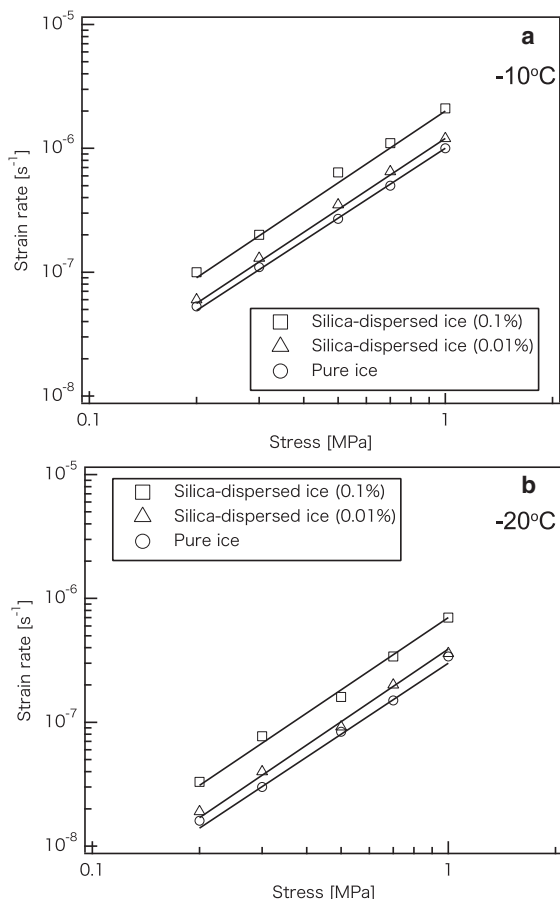 a
-10°C
10⁻⁵
10⁻⁶
10⁻⁷
10⁻⁸
Strain rate [s⁻¹]
Silica-dispersed ice (0.1%)
Silica-dispersed ice (0.01%)
Pure ice
0.1
1
Stress [MPa]
b
-20°C
10⁻⁵
10⁻⁶
10⁻⁷
10⁻⁸
Strain rate [s⁻¹]
Silica-dispersed ice (0.1%)
Silica-dispersed ice (0.01%)
Pure ice
0.1
1
Stress [MPa]